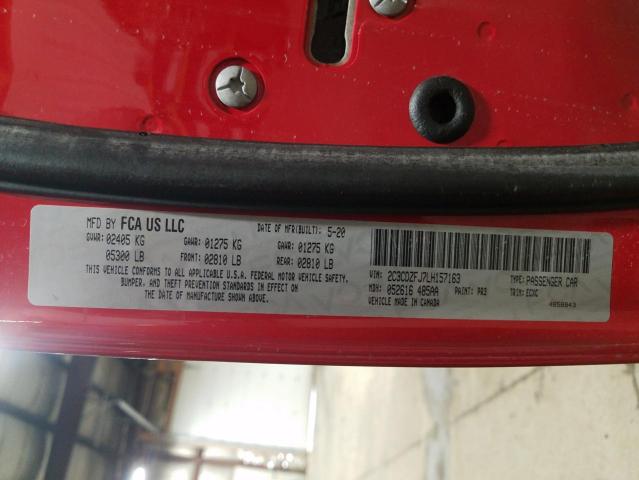 MFD BY FCA US LLC DATE OF MFR(BUILT): 5-20
GVWR: 02405 KG GAWR: 01275 KG GAWR: 01275 KG
05300 LB FRONT: 02810 LB REAR: 02810 LB
THIS VEHICLE CONFORMS TO ALL APPLICABLE U.S.A. FEDERAL MOTOR VEHICLE SAFETY,
BUMPER, AND THEFT PREVENTION STANDARDS IN EFFECT ON
THE DATE OF MANUFACTURE SHOWN ABOVE.
VIN: 2C3CDZFJ7LH157163 TYPE: PASSENGER CAR
MDH: 052616 485AA PAINT: PR2 TRIM: ECXC
VEHICLE MADE IN CANADA 4658843